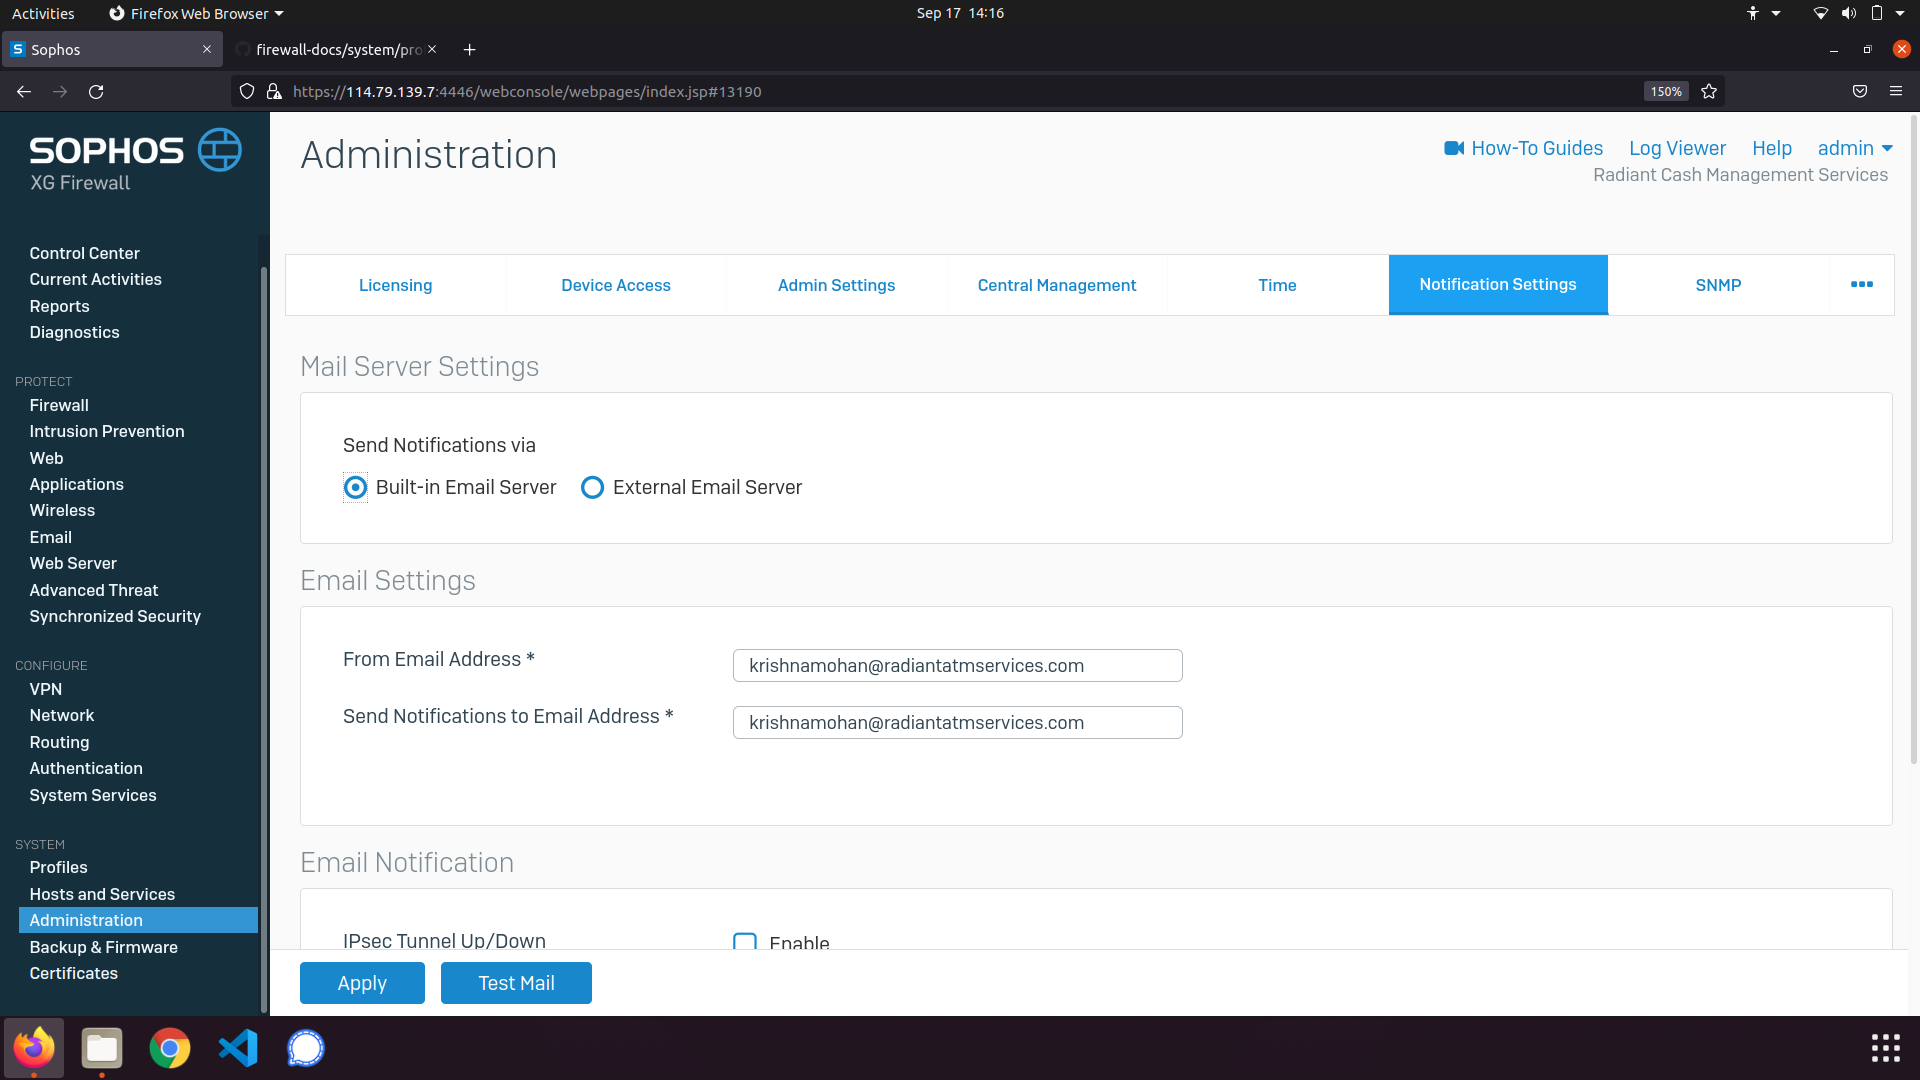 Activities Firefox Web Browser Sep 17 14:16
Sophos firewall-docs/system/pro
https://114.79.139.7:4446/webconsole/webpages/index.jsp#13190 150%
SOPHOS
XG Firewall
Control Center
Current Activities
Reports
Diagnostics
PROTECT
Firewall
Intrusion Prevention
Web
Applications
Wireless
Email
Web Server
Advanced Threat
Synchronized Security
CONFIGURE
VPN
Network
Routing
Authentication
System Services
SYSTEM
Profiles
Hosts and Services
Administration
Backup & Firmware
Certificates
Administration
How-To Guides Log Viewer Help admin
Radiant Cash Management Services
Licensing Device Access Admin Settings Central Management Time Notification Settings SNMP
Mail Server Settings
Send Notifications via
Built-in Email Server External Email Server
Email Settings
From Email Address * krishnamohan@radiantatmservices.com
Send Notifications to Email Address * krishnamohan@radiantatmservices.com
Email Notification
IPsec Tunnel Up/Down Enable
Apply Test Mail